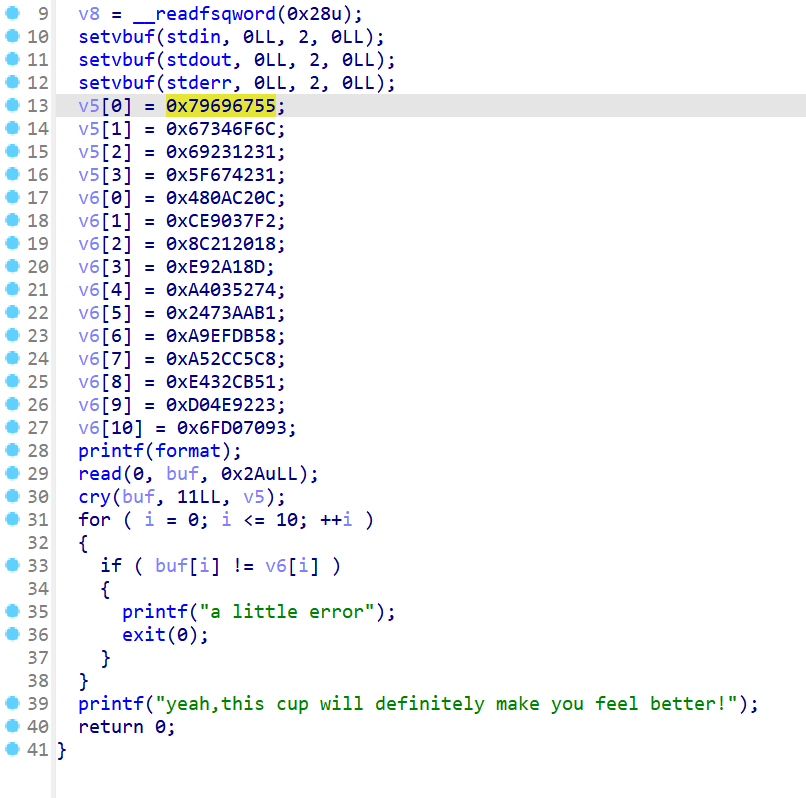 9 v8 = __readfsqword(0x28u);
10 setvbuf(stdin, 0LL, 2, 0LL);
11 setvbuf(stdout, 0LL, 2, 0LL);
12 setvbuf(stderr, 0LL, 2, 0LL);
13 v5[0] = 0x79696755;
14 v5[1] = 0x67346F6C;
15 v5[2] = 0x69231231;
16 v5[3] = 0x5F674231;
17 v6[0] = 0x480AC20C;
18 v6[1] = 0xCE9037F2;
19 v6[2] = 0x8C212018;
20 v6[3] = 0xE92A18D;
21 v6[4] = 0xA4035274;
22 v6[5] = 0x2473AAB1;
23 v6[6] = 0xA9EFDB58;
24 v6[7] = 0xA52CC5C8;
25 v6[8] = 0xE432CB51;
26 v6[9] = 0xD04E9223;
27 v6[10] = 0x6FD07093;
28 printf(format);
29 read(0, buf, 0x2AuLL);
30 cry(buf, 11LL, v5);
31 for ( i = 0; i <= 10; ++i )
32 {
33 if ( buf[i] != v6[i] )
34 {
35 printf("a little error");
36 exit(0);
37 }
38 }
39 printf("yeah,this cup will definitely make you feel better!");
40 return 0;
41 }